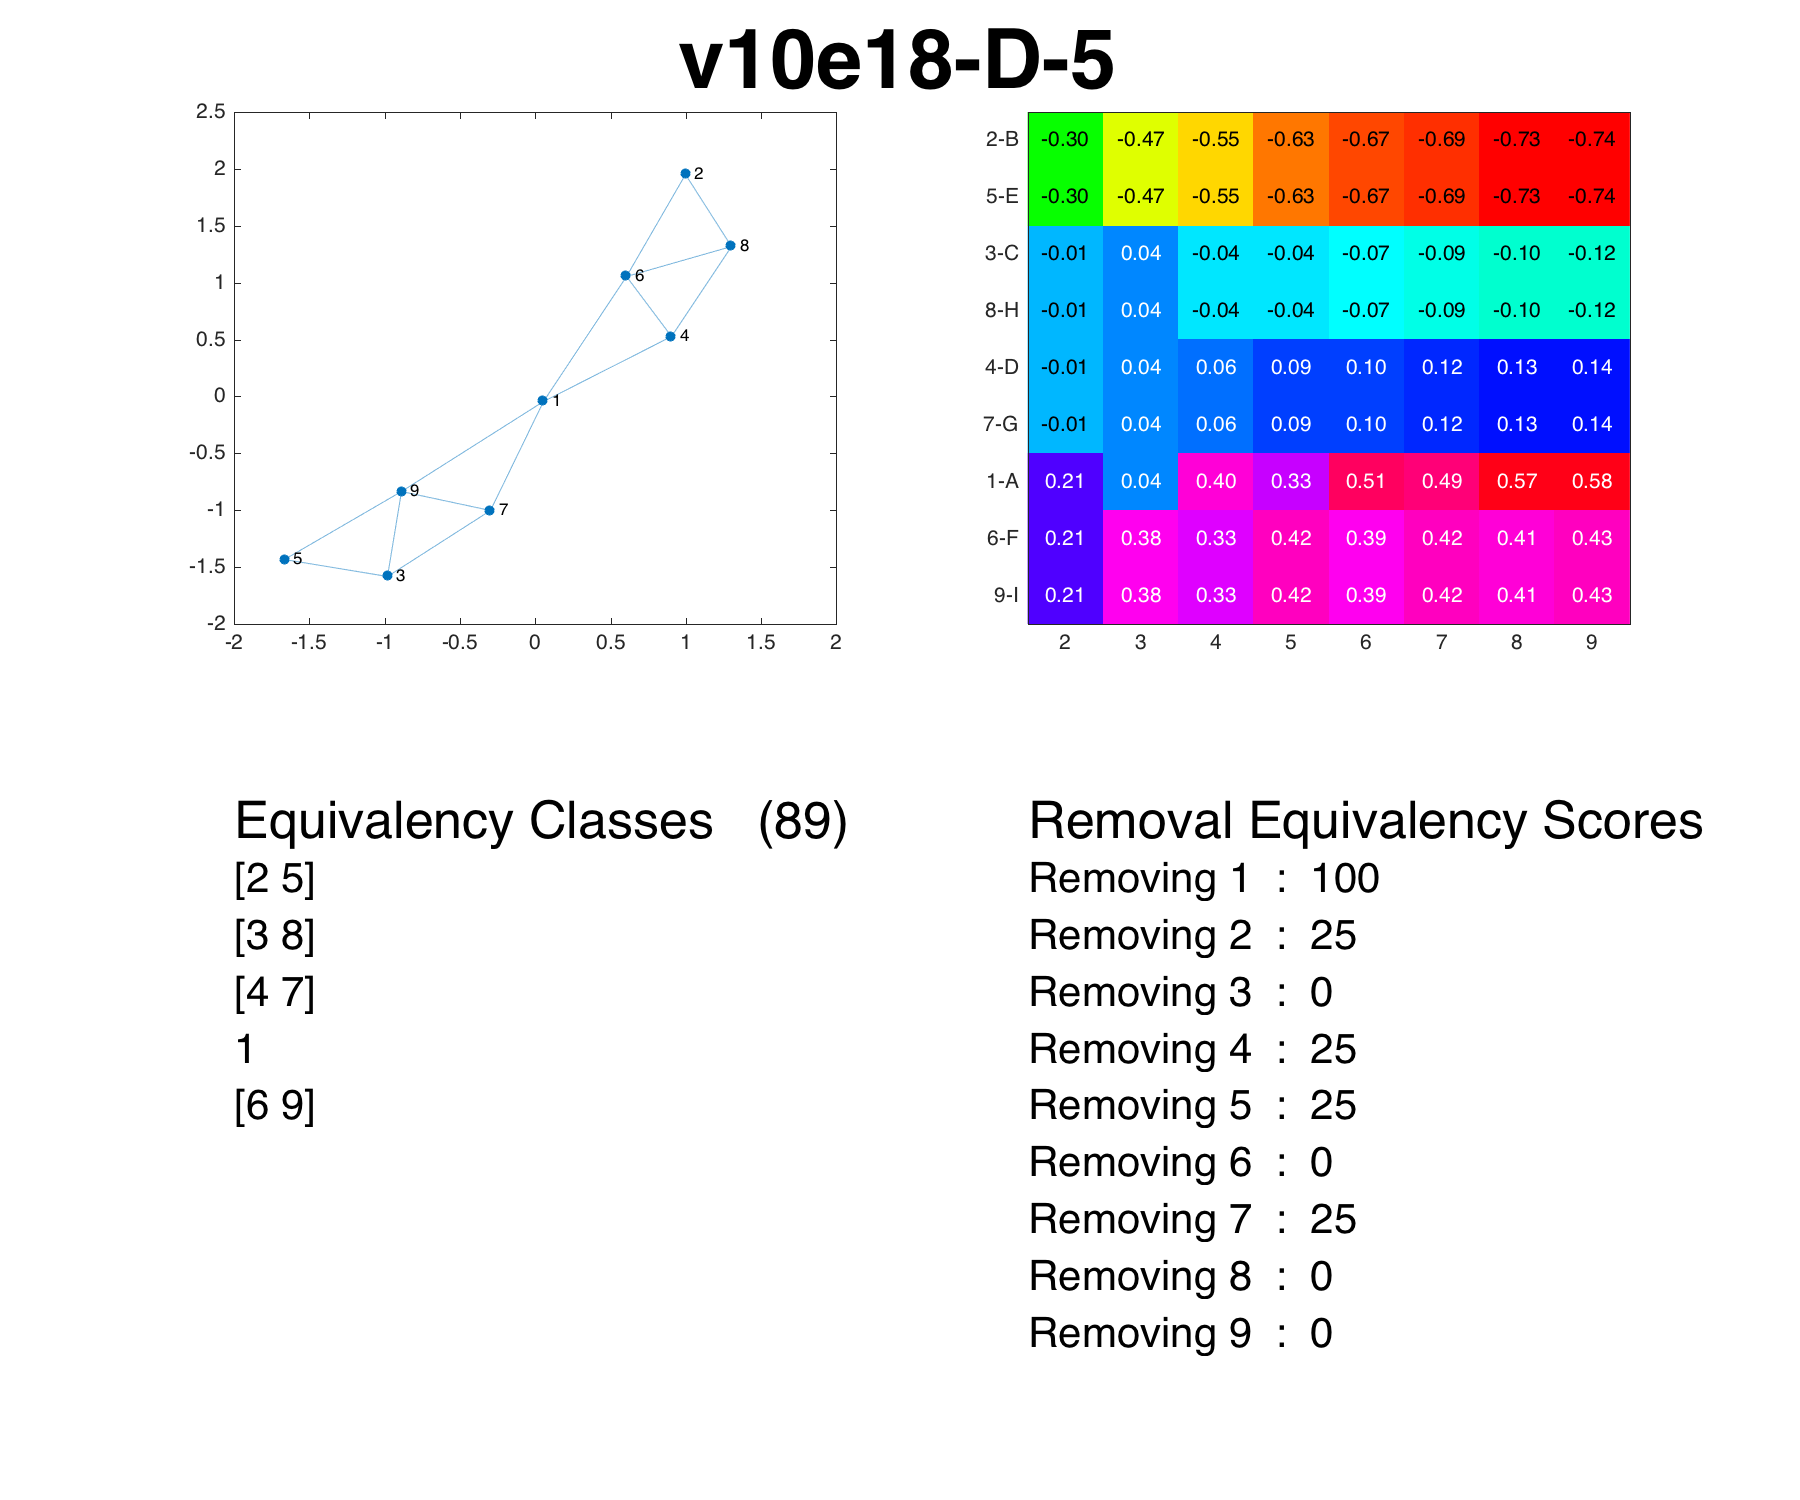 v10e18-D-5
2.5
2
1.5
1
0.5
0
-0.5
-1
-1.5
-2
-2 -1.5 -1 -0.5 0 0.5 1 1.5 2
2
8
6
4
1
9
7
5
3
2-B -0.30 -0.47 -0.55 -0.63 -0.67 -0.69 -0.73 -0.74
5-E -0.30 -0.47 -0.55 -0.63 -0.67 -0.69 -0.73 -0.74
3-C -0.01 0.04 -0.04 -0.04 -0.07 -0.09 -0.10 -0.12
8-H -0.01 0.04 -0.04 -0.04 -0.07 -0.09 -0.10 -0.12
4-D -0.01 0.04 0.06 0.09 0.10 0.12 0.13 0.14
7-G -0.01 0.04 0.06 0.09 0.10 0.12 0.13 0.14
1-A 0.21 0.04 0.40 0.33 0.51 0.49 0.57 0.58
6-F 0.21 0.38 0.33 0.42 0.39 0.42 0.41 0.43
9-I 0.21 0.38 0.33 0.42 0.39 0.42 0.41 0.43
2 3 4 5 6 7 8 9
Equivalency Classes (89)
[2 5]
[3 8]
[4 7]
1
[6 9]
Removal Equivalency Scores
Removing 1 : 100
Removing 2 : 25
Removing 3 : 0
Removing 4 : 25
Removing 5 : 25
Removing 6 : 0
Removing 7 : 25
Removing 8 : 0
Removing 9 : 0